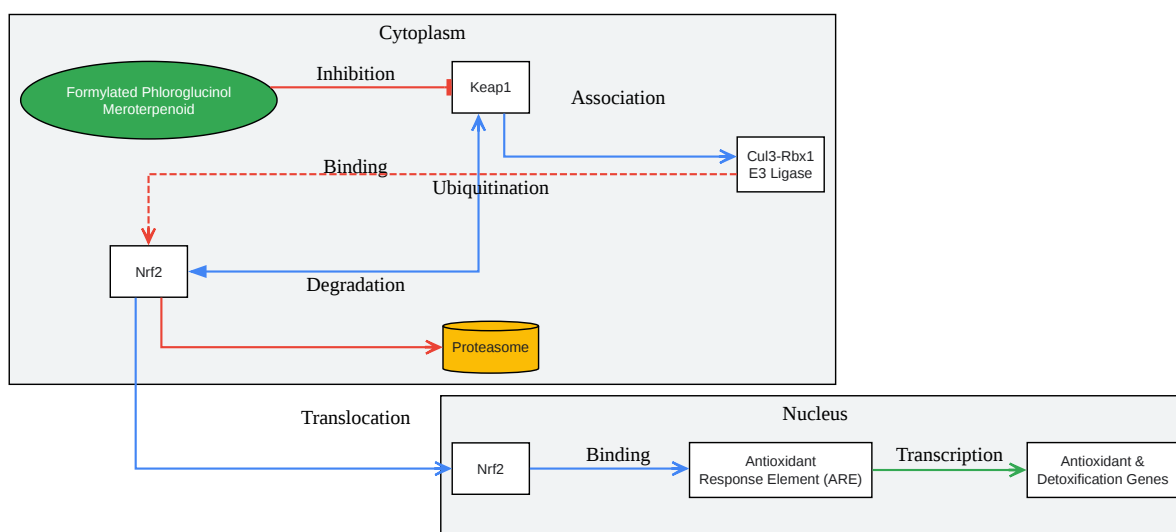 Cytoplasm
Inhibition
Formylated Phloroglucinol
Meroterpenoid
Keap1
Association
Cul3-Rbx1
E3 Ligase
Binding
Ubiquitination
Nrf2
Degradation
Proteasome
Translocation
Nucleus
Nrf2
Binding
Antioxidant
Response Element (ARE)
Transcription
Antioxidant &
Detoxification Genes